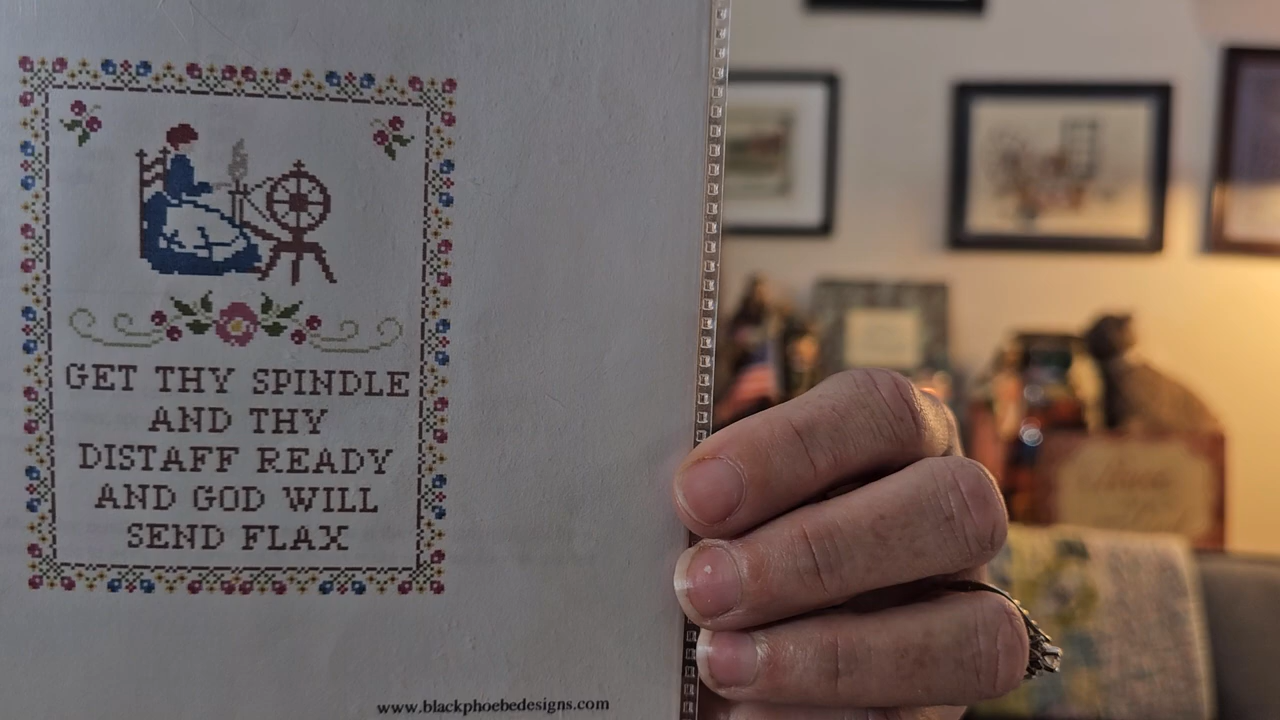 GET THY SPINDLE
AND THY
DISTAFF READY
AND GOD WILL
SEND FLAX
www.blackphoebedesigns.com